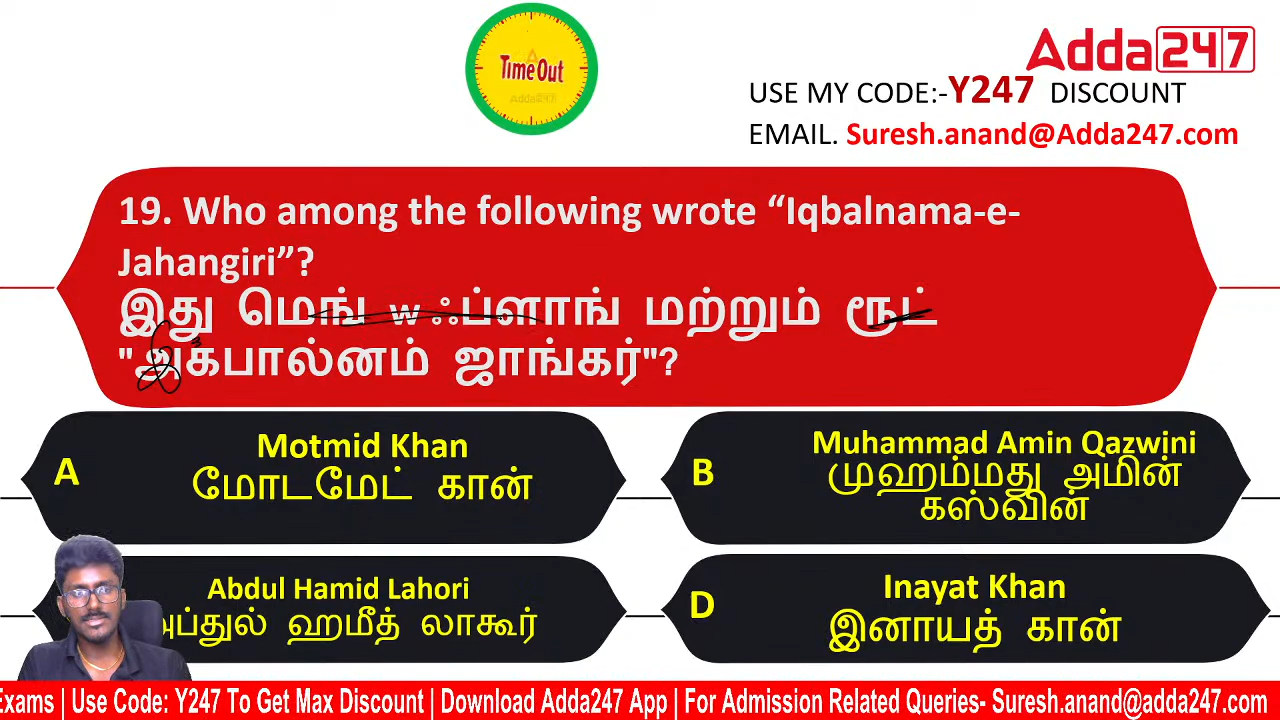 Time Out
Adda247
Adda247
USE MY CODE:-Y247 DISCOUNT
EMAIL. Suresh.anand@Adda247.com
19. Who among the following wrote “Iqbalnama-e-
Jahangiri”?
இது மெங் w ஃப்ளாங் மற்றும் ரூட்
"அக்பால்னம் ஜாங்கர்"?
A
Motmid Khan
மோடமேட் கான்
B
Muhammad Amin Qazwini
முஹம்மது அமின்
கஸ்வின்
Abdul Hamid Lahori
அப்துல் ஹமீத் லாகூர்
D
Inayat Khan
இனாயத் கான்
Exams | Use Code: Y247 To Get Max Discount | Download Adda247 App | For Admission Related Queries- Suresh.anand@adda247.com